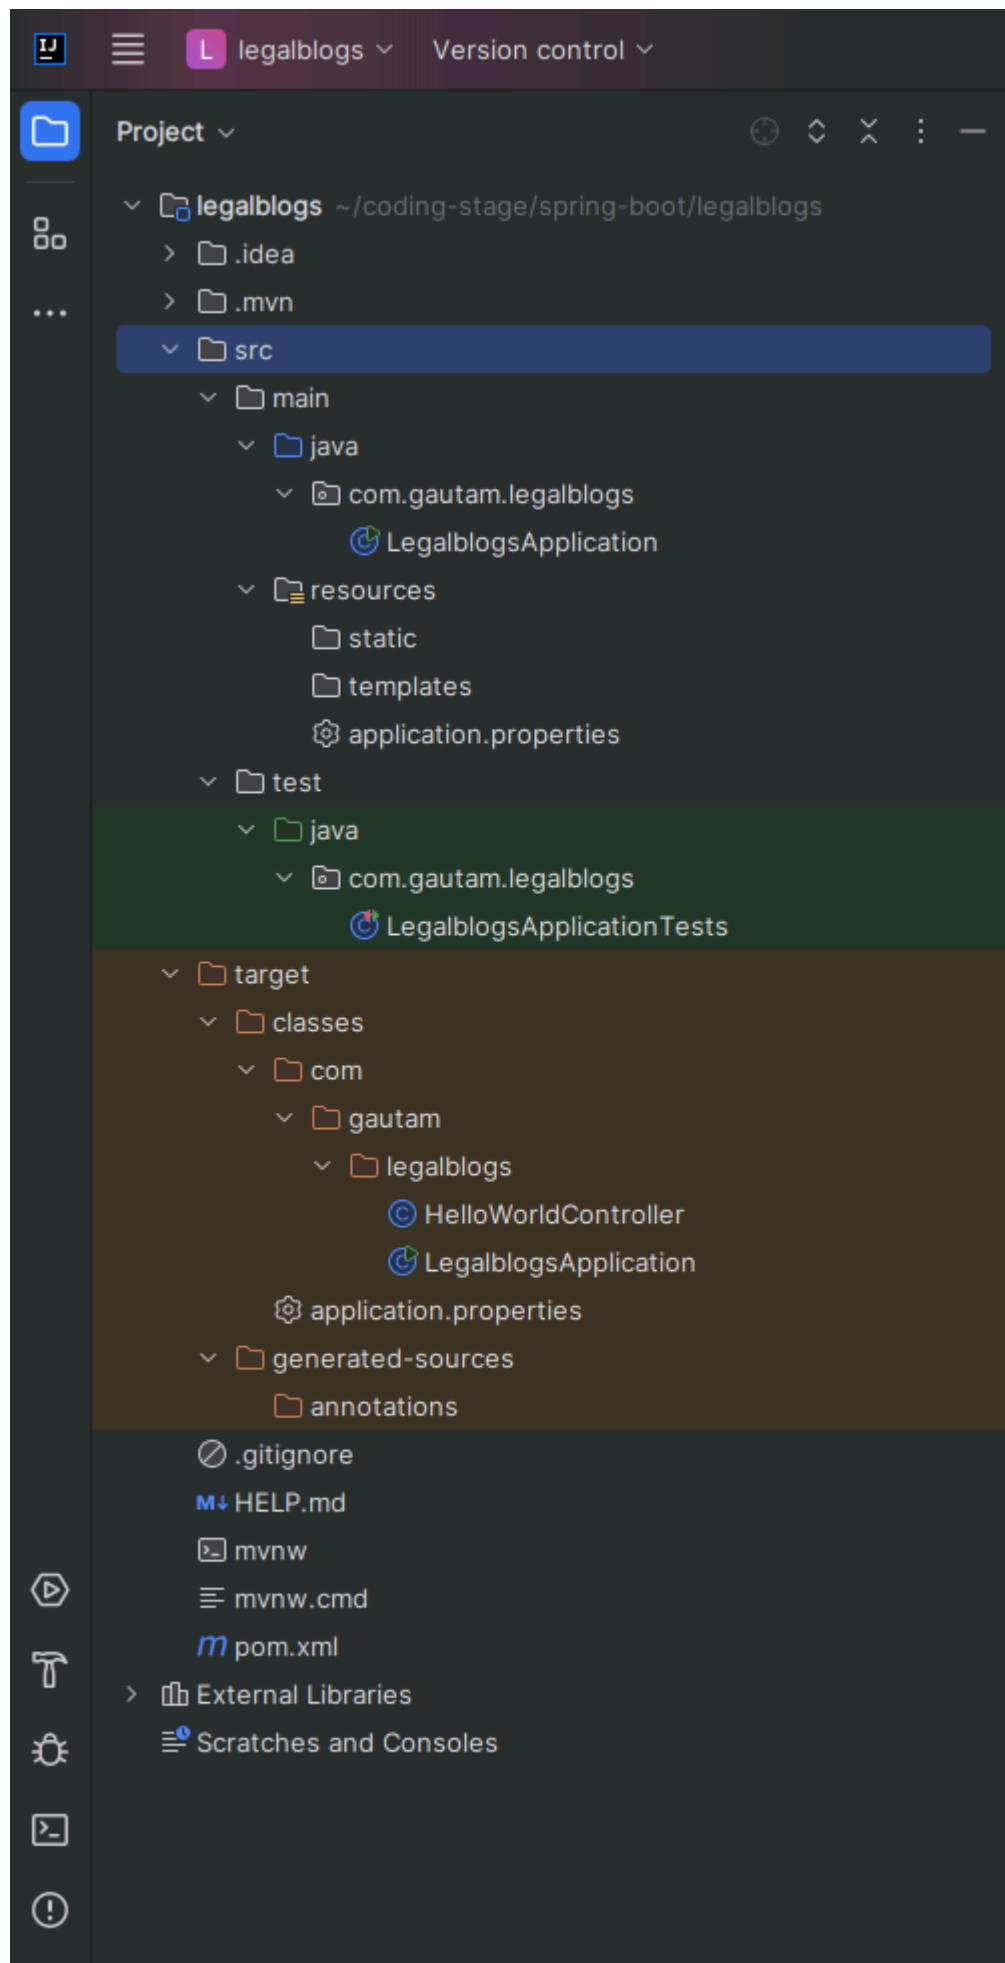 IJ
L legalblogs Version control
Project
legalblogs ~/coding-stage/spring-boot/legalblogs
.idea
.mvn
src
main
java
com.gautam.legalblogs
LegalblogsApplication
resources
static
templates
application.properties
test
java
com.gautam.legalblogs
LegalblogsApplicationTests
target
classes
com
gautam
legalblogs
HelloWorldController
LegalblogsApplication
application.properties
generated-sources
annotations
.gitignore
HELP.md
mvnw
mvnw.cmd
pom.xml
External Libraries
Scratches and Consoles